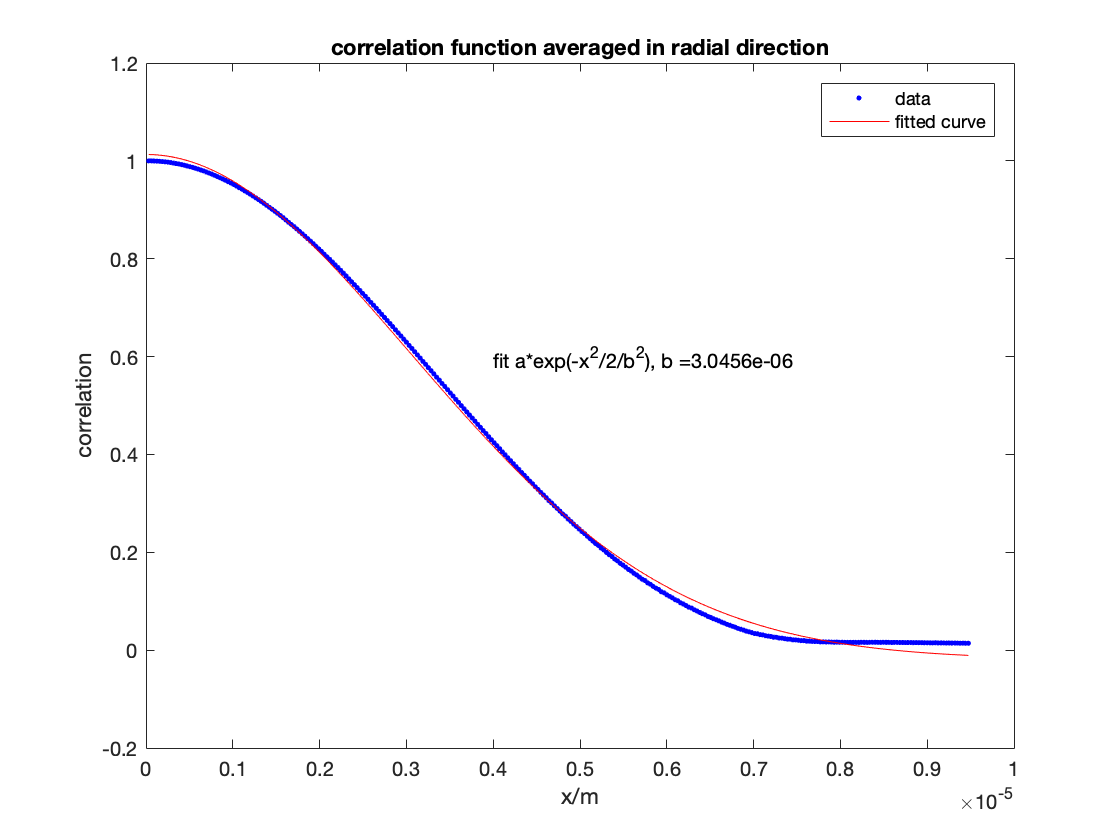 correlation function averaged in radial direction
1.2
1
0.8
0.6
0.4
0.2
0
-0.2
correlation
data
fitted curve
fit a*exp(-x²/2/b²), b =3.0456e-06
0 0.1 0.2 0.3 0.4 0.5 0.6 0.7 0.8 0.9 1
x/m
×10⁻⁵